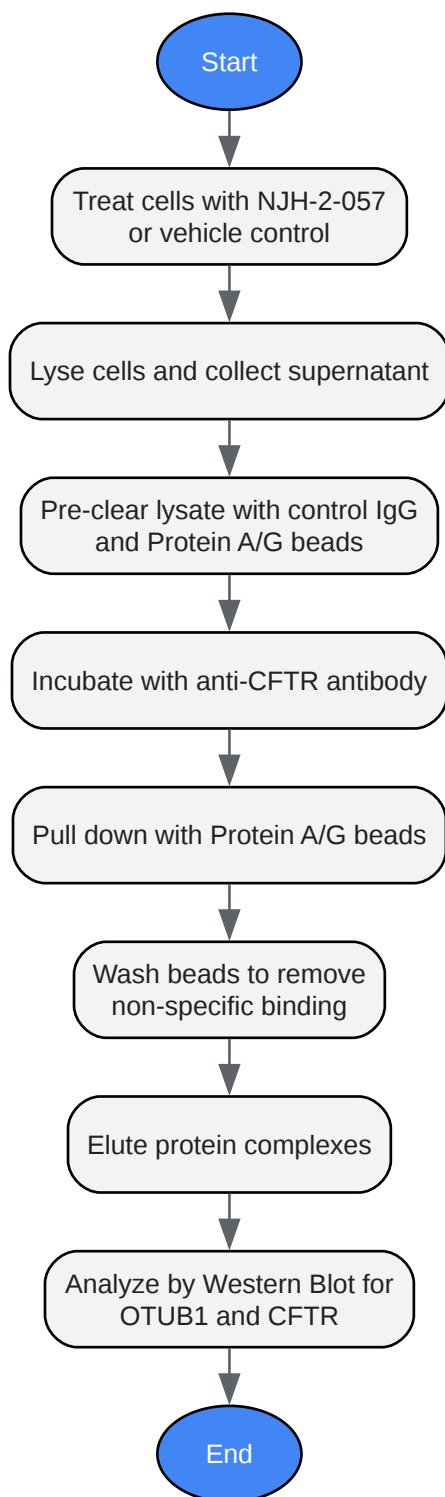 Start
Treat cells with NJH-2-057
or vehicle control
Lyse cells and collect supernatant
Pre-clear lysate with control IgG
and Protein A/G beads
Incubate with anti-CFTR antibody
Pull down with Protein A/G beads
Wash beads to remove
non-specific binding
Elute protein complexes
Analyze by Western Blot for
OTUB1 and CFTR
End